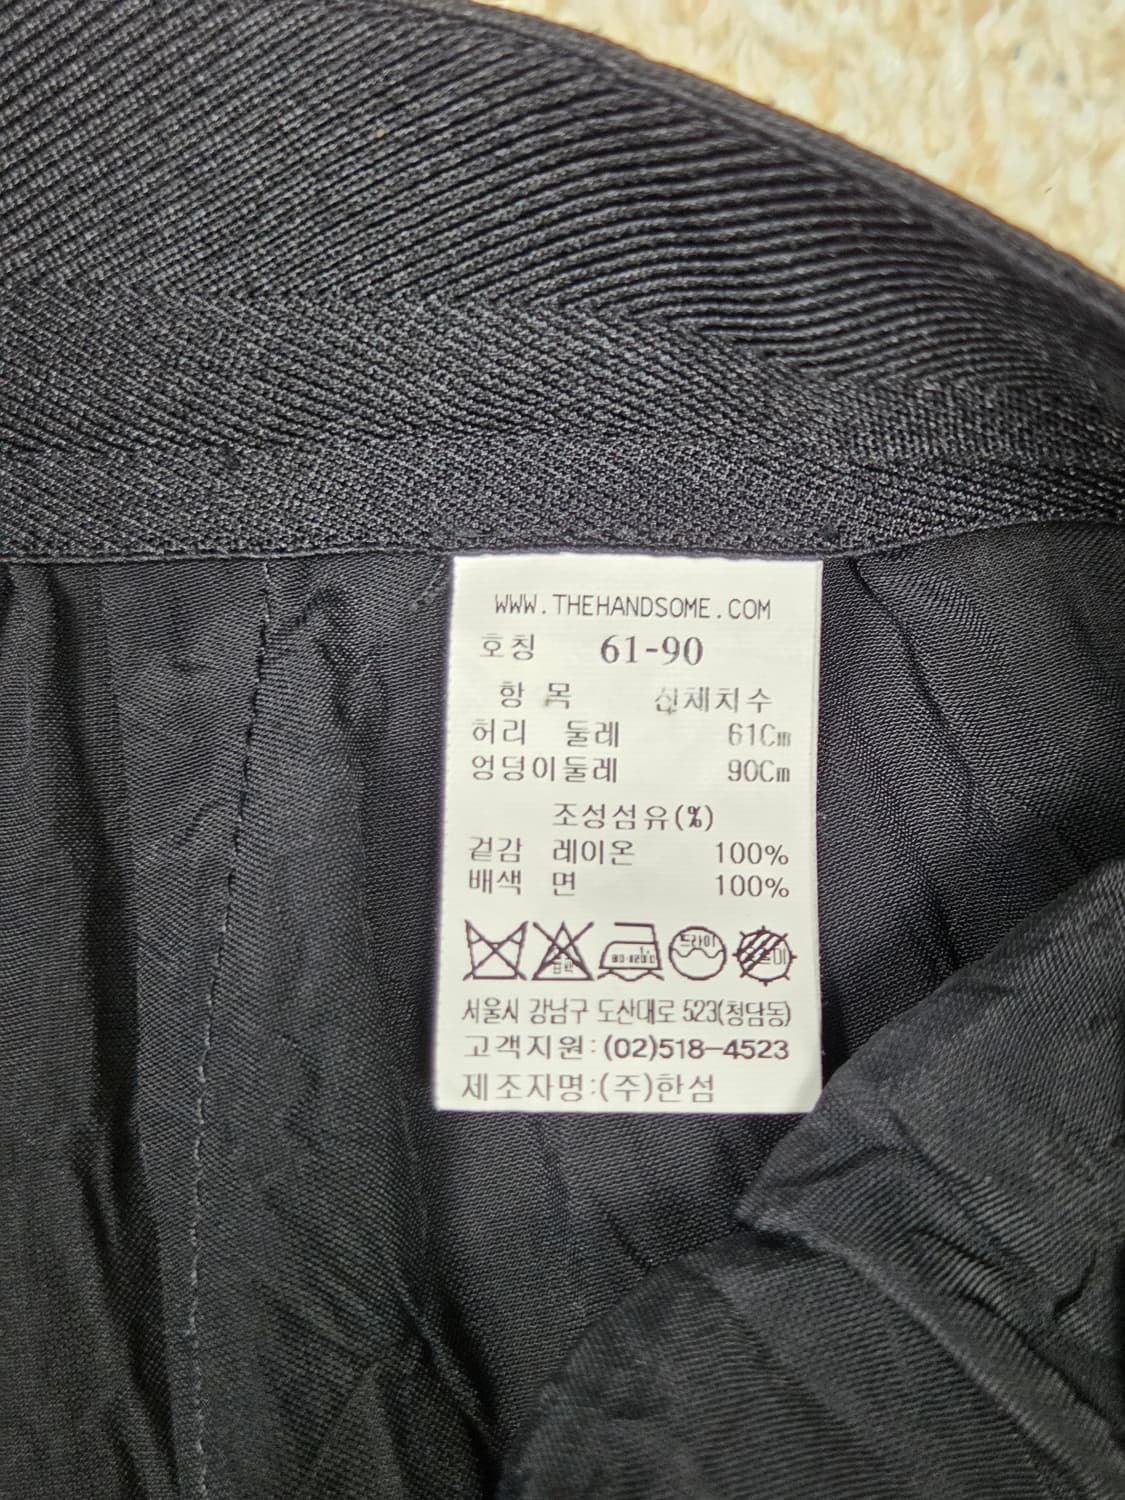 WWW.THEHANDSOME.COM
호칭 61-90
항 목 신체치수
허리 둘레 61Cm
엉덩이둘레 90Cm
조성섬유(%)
겉감 레이온 100%
배색 면 100%
드라이
서울시 강남구 도산대로 523(청담동)
고객지원:(02)518-4523
제조자명:(주)한섬